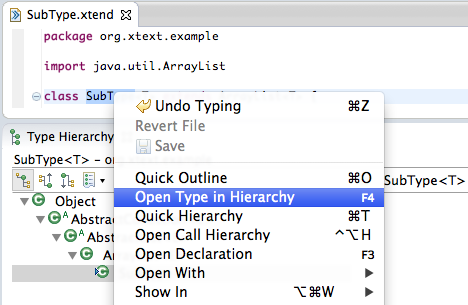 SubType.xtend
package org.xtext.example
import java.util.ArrayList
class SubT
Undo Typing ⌘Z
Revert File
Save
Type Hierarchy
Quick Outline ⌘O
SubType<T> - or
Open Type in Hierarchy F4
SubType<T>
Quick Hierarchy ⌘T
Object
Open Call Hierarchy ^⌥H
A Abstrac
Open Declaration F3
A Abst
Open With
Ar
Show In ⌥⌘W